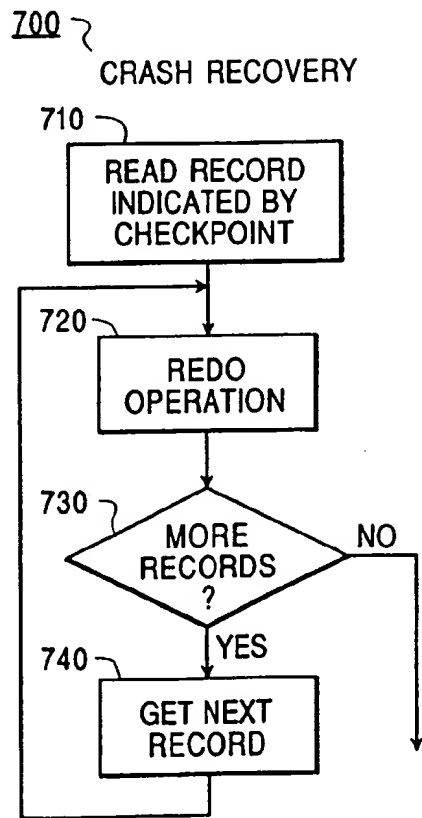 700
CRASH RECOVERY
710
READ RECORD
INDICATED BY
CHECKPOINT
720
REDO
OPERATION
730
MORE
RECORDS
?
NO
YES
740
GET NEXT
RECORD